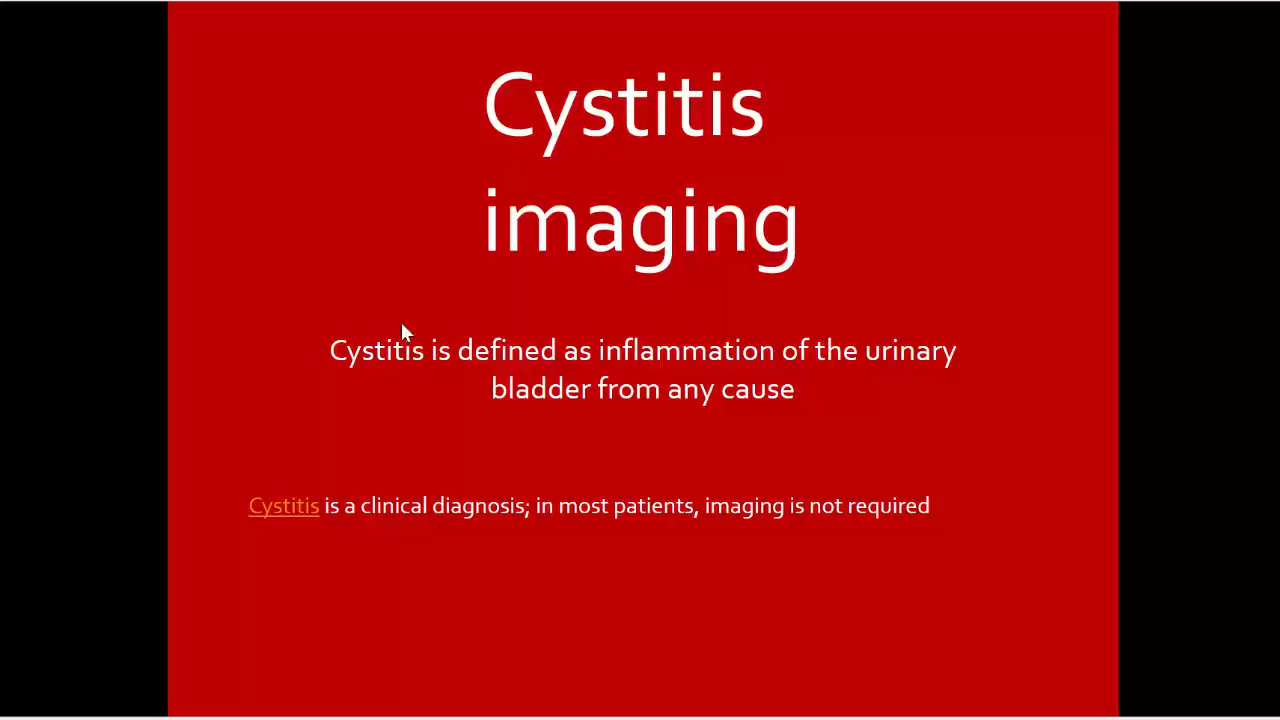 Cystitis
imaging
Cystitis is defined as inflammation of the urinary
bladder from any cause
Cystitis is a clinical diagnosis; in most patients, imaging is not required